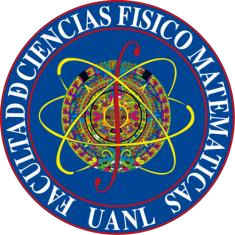 FACULTAD DE CIENCIAS FISICO MATEMATICAS
UANL